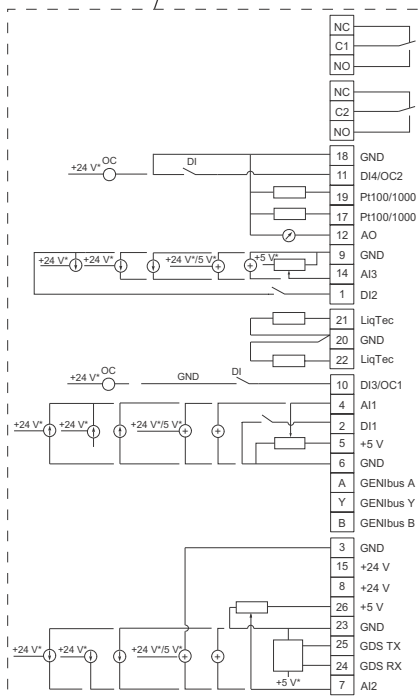 NC
C1
NO
NC
C2
NO
18 GND
+24 V* OC DI 11 DI4/OC2
19 Pt100/1000
17 Pt100/1000
12 AO
9 GND
+24 V* +24 V* +24 V*/5 V* +5 V* 14 AI3
1 DI2
21 LiqTec
20 GND
22 LiqTec
+24 V* OC GND DI 10 DI3/OC1
4 AI1
+24 V* +24 V* +24 V*/5 V* 2 DI1
5 +5 V
6 GND
A GENIbus A
Y GENIbus Y
B GENIbus B
3 GND
15 +24 V
8 +24 V
26 +5 V
23 GND
25 GDS TX
+24 V* +24 V* +24 V*/5 V* 24 GDS RX
+5 V* 7 AI2